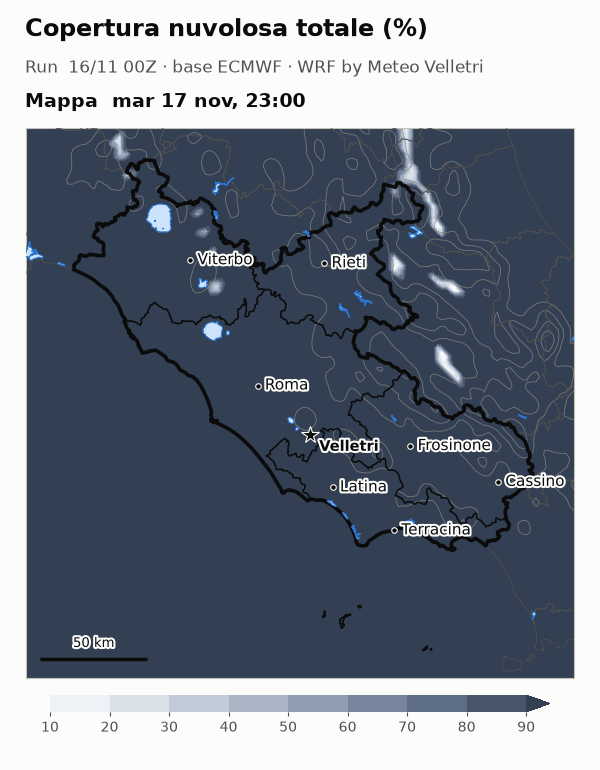 Copertura nuvolosa totale (%)
Run 16/11 00Z · base ECMWF · WRF by Meteo Velletri
Mappa mar 17 nov, 23:00
Viterbo
Rieti
Roma
Velletri
Frosinone
Latina
Cassino
Terracina
50 km
10 20 30 40 50 60 70 80 90